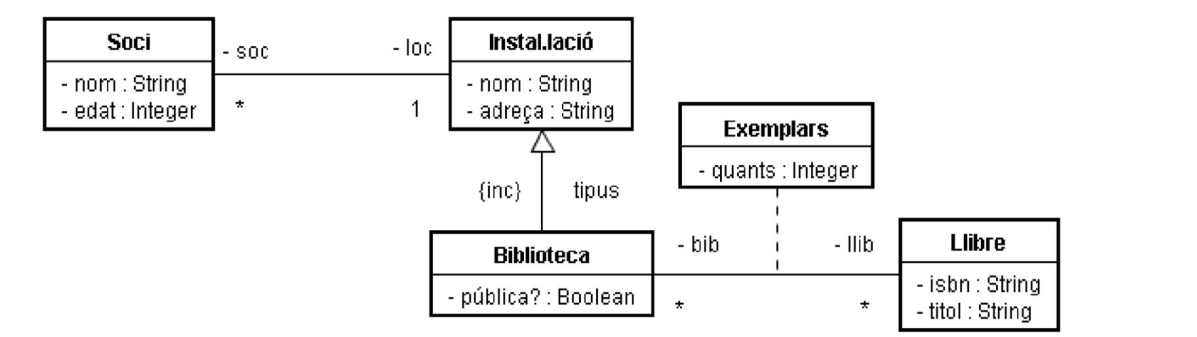 Soci
- nom : String
- edat : Integer
- soc
*
- loc
1
Instal.lació
- nom : String
- adreça : String
{inc}
tipus
Exemplars
- quants : Integer
Biblioteca
- pública? : Boolean
- bib
*
- llib
*
Llibre
- isbn : String
- titol : String